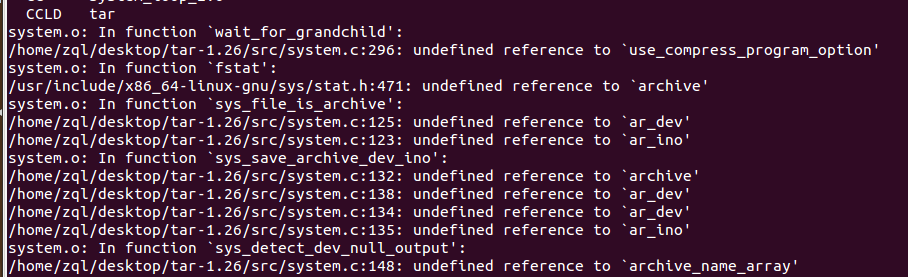 CCLD tar
system.o: In function `wait_for_grandchild':
/home/zql/desktop/tar-1.26/src/system.c:296: undefined reference to `use_compress_program_option'
system.o: In function `fstat':
/usr/include/x86_64-linux-gnu/sys/stat.h:471: undefined reference to `archive'
system.o: In function `sys_file_is_archive':
/home/zql/desktop/tar-1.26/src/system.c:125: undefined reference to `ar_dev'
/home/zql/desktop/tar-1.26/src/system.c:123: undefined reference to `ar_ino'
system.o: In function `sys_save_archive_dev_ino':
/home/zql/desktop/tar-1.26/src/system.c:132: undefined reference to `archive'
/home/zql/desktop/tar-1.26/src/system.c:138: undefined reference to `ar_dev'
/home/zql/desktop/tar-1.26/src/system.c:134: undefined reference to `ar_dev'
/home/zql/desktop/tar-1.26/src/system.c:135: undefined reference to `ar_ino'
system.o: In function `sys_detect_dev_null_output':
/home/zql/desktop/tar-1.26/src/system.c:148: undefined reference to `archive_name_array'